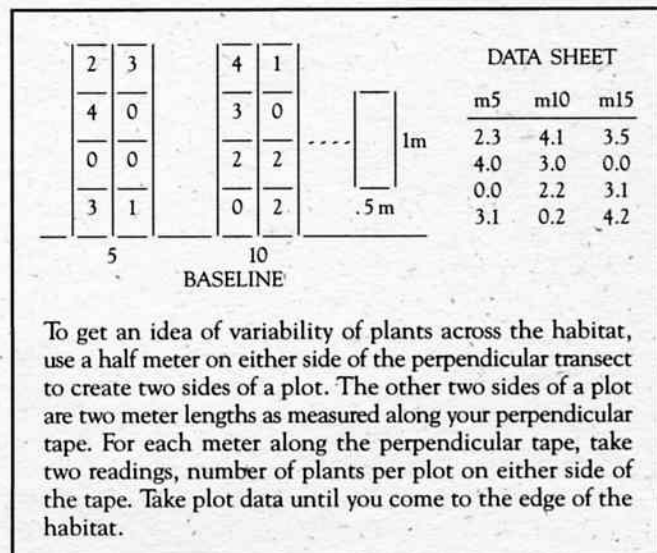 2 3 4 1
4 0 3 0
0 0 2 2
3 1 0 2
1m
.5 m
5 10
BASELINE
DATA SHEET
m5 m10 m15
2.3 4.1 3.5
4.0 3.0 0.0
0.0 2.2 3.1
3.1 0.2 4.2
To get an idea of variability of plants across the habitat,
use a half meter on either side of the perpendicular transect
to create two sides of a plot. The other two sides of a plot
are two meter lengths as measured along your perpendicular
tape. For each meter along the perpendicular tape, take
two readings, number of plants per plot on either side of
the tape. Take plot data until you come to the edge of the
habitat.